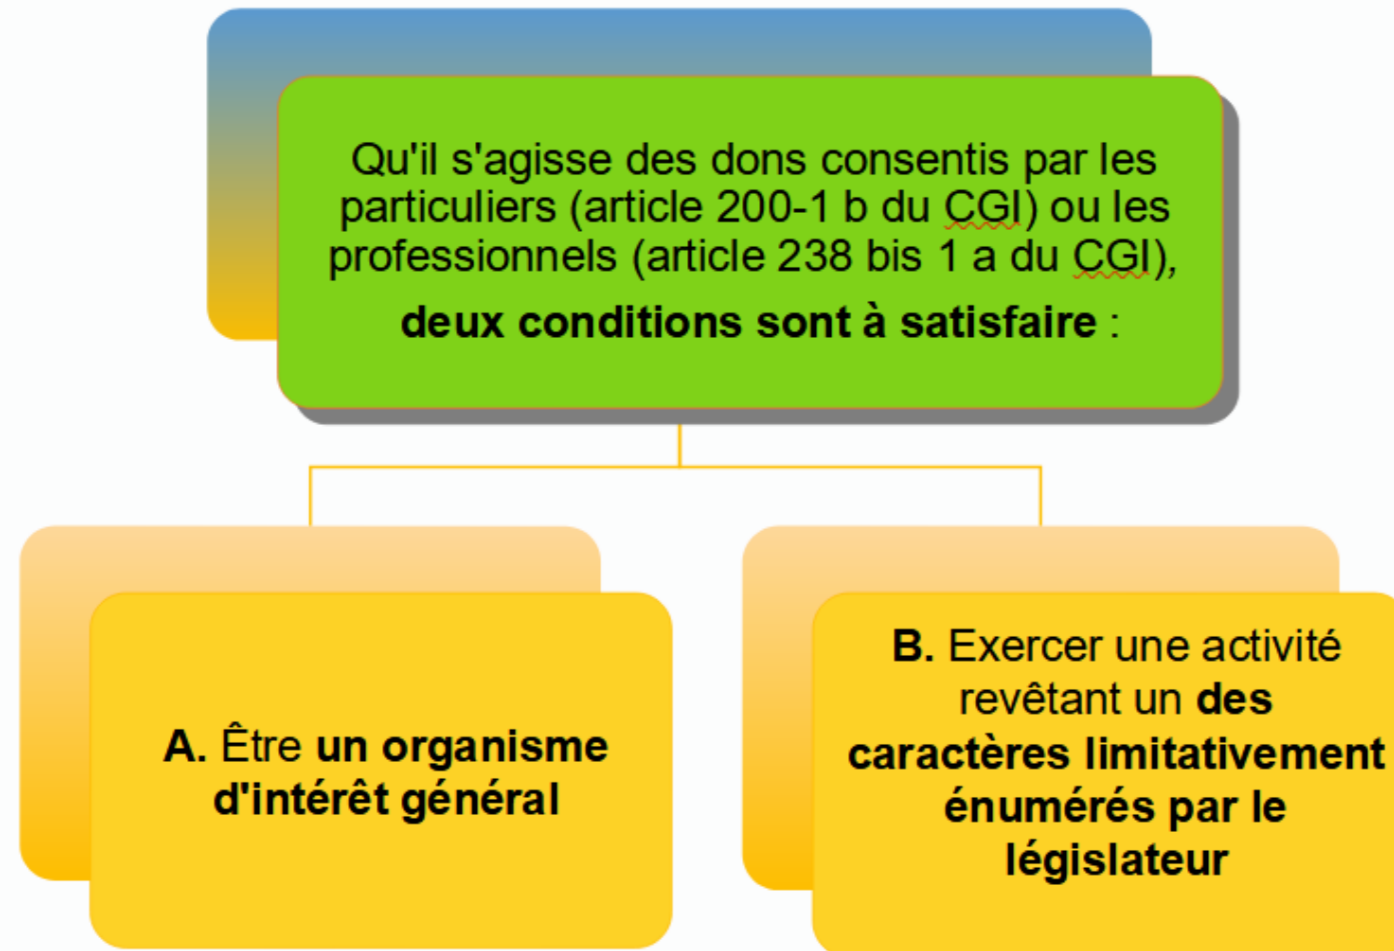 Qu'il s'agisse des dons consentis par les
particuliers (article 200-1 b du CGI) ou les
professionnels (article 238 bis 1 a du CGI),
deux conditions sont à satisfaire :
A. Être un organisme
d'intérêt général
B. Exercer une activité
revêtant un des
caractères limitativement
énumérés par le
législateur